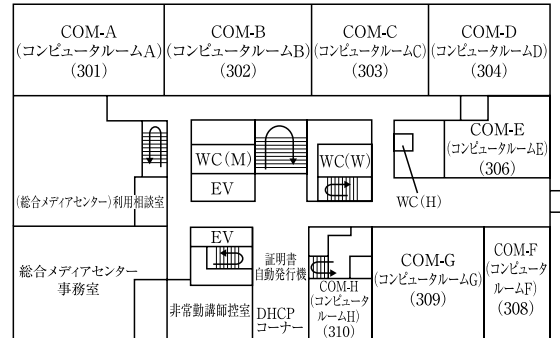 COM-A
(コンピュータルームA)
(301)
COM-B
(コンピュータルームB)
(302)
COM-C
(コンピュータルームC)
(303)
COM-D
(コンピュータルームD)
(304)
COM-E
(コンピュータルームE)
(306)
WC(M)
EV
WC(W)
WC(H)
(総合メディアセンター)利用相談室
総合メディアセンター
事務室
EV
非常勤講師控室
証明書
自動発行機
DHCP
コーナー
COM-H
(コンピュータ
ルームH)
(310)
COM-G
(コンピュータルームG)
(309)
COM-F
(コンピュータ
ルームF)
(308)